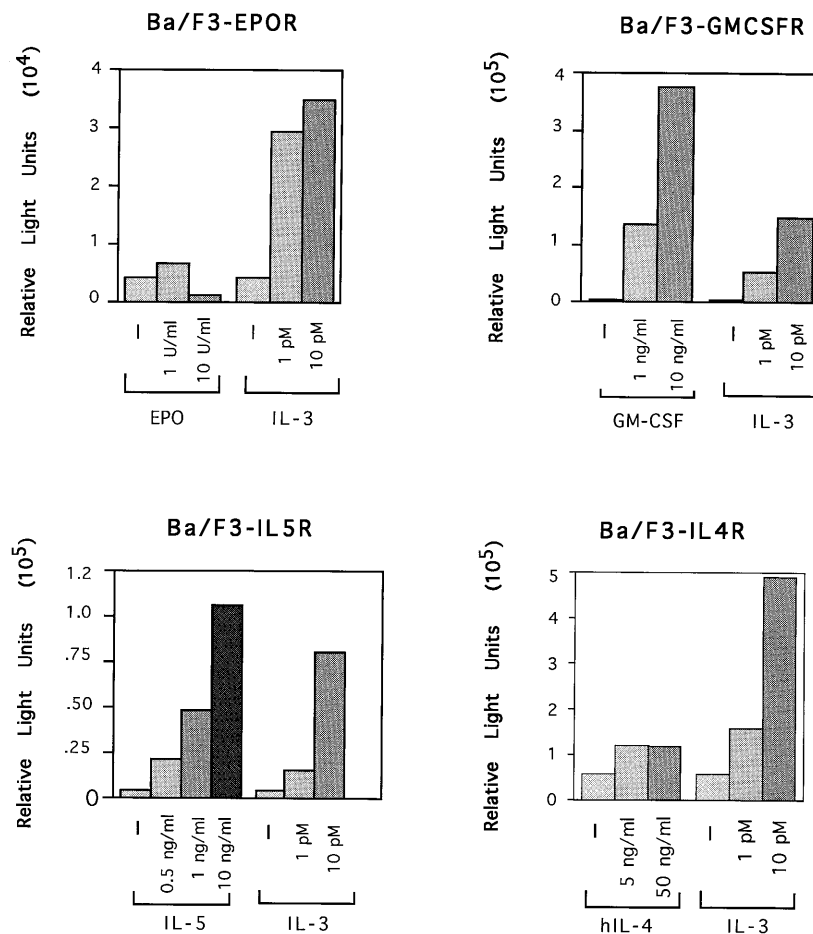 Ba/F3-EPOR
Relative Light Units (10⁴)
4
3
2
1
0
–
1 U/ml
10 U/ml
–
1 pM
10 pM
EPO
IL-3
Ba/F3-GMCSFR
Relative Light Units (10⁵)
4
3
2
1
0
–
1 ng/ml
10 ng/ml
–
1 pM
10 pM
GM-CSF
IL-3
Ba/F3-IL5R
Relative Light Units (10⁵)
1.2
1.0
.75
.50
.25
0
–
0.5 ng/ml
1 ng/ml
10 ng/ml
–
1 pM
10 pM
IL-5
IL-3
Ba/F3-IL4R
Relative Light Units (10⁵)
5
4
3
2
1
0
–
5 ng/ml
50 ng/ml
–
1 pM
10 pM
hIL-4
IL-3